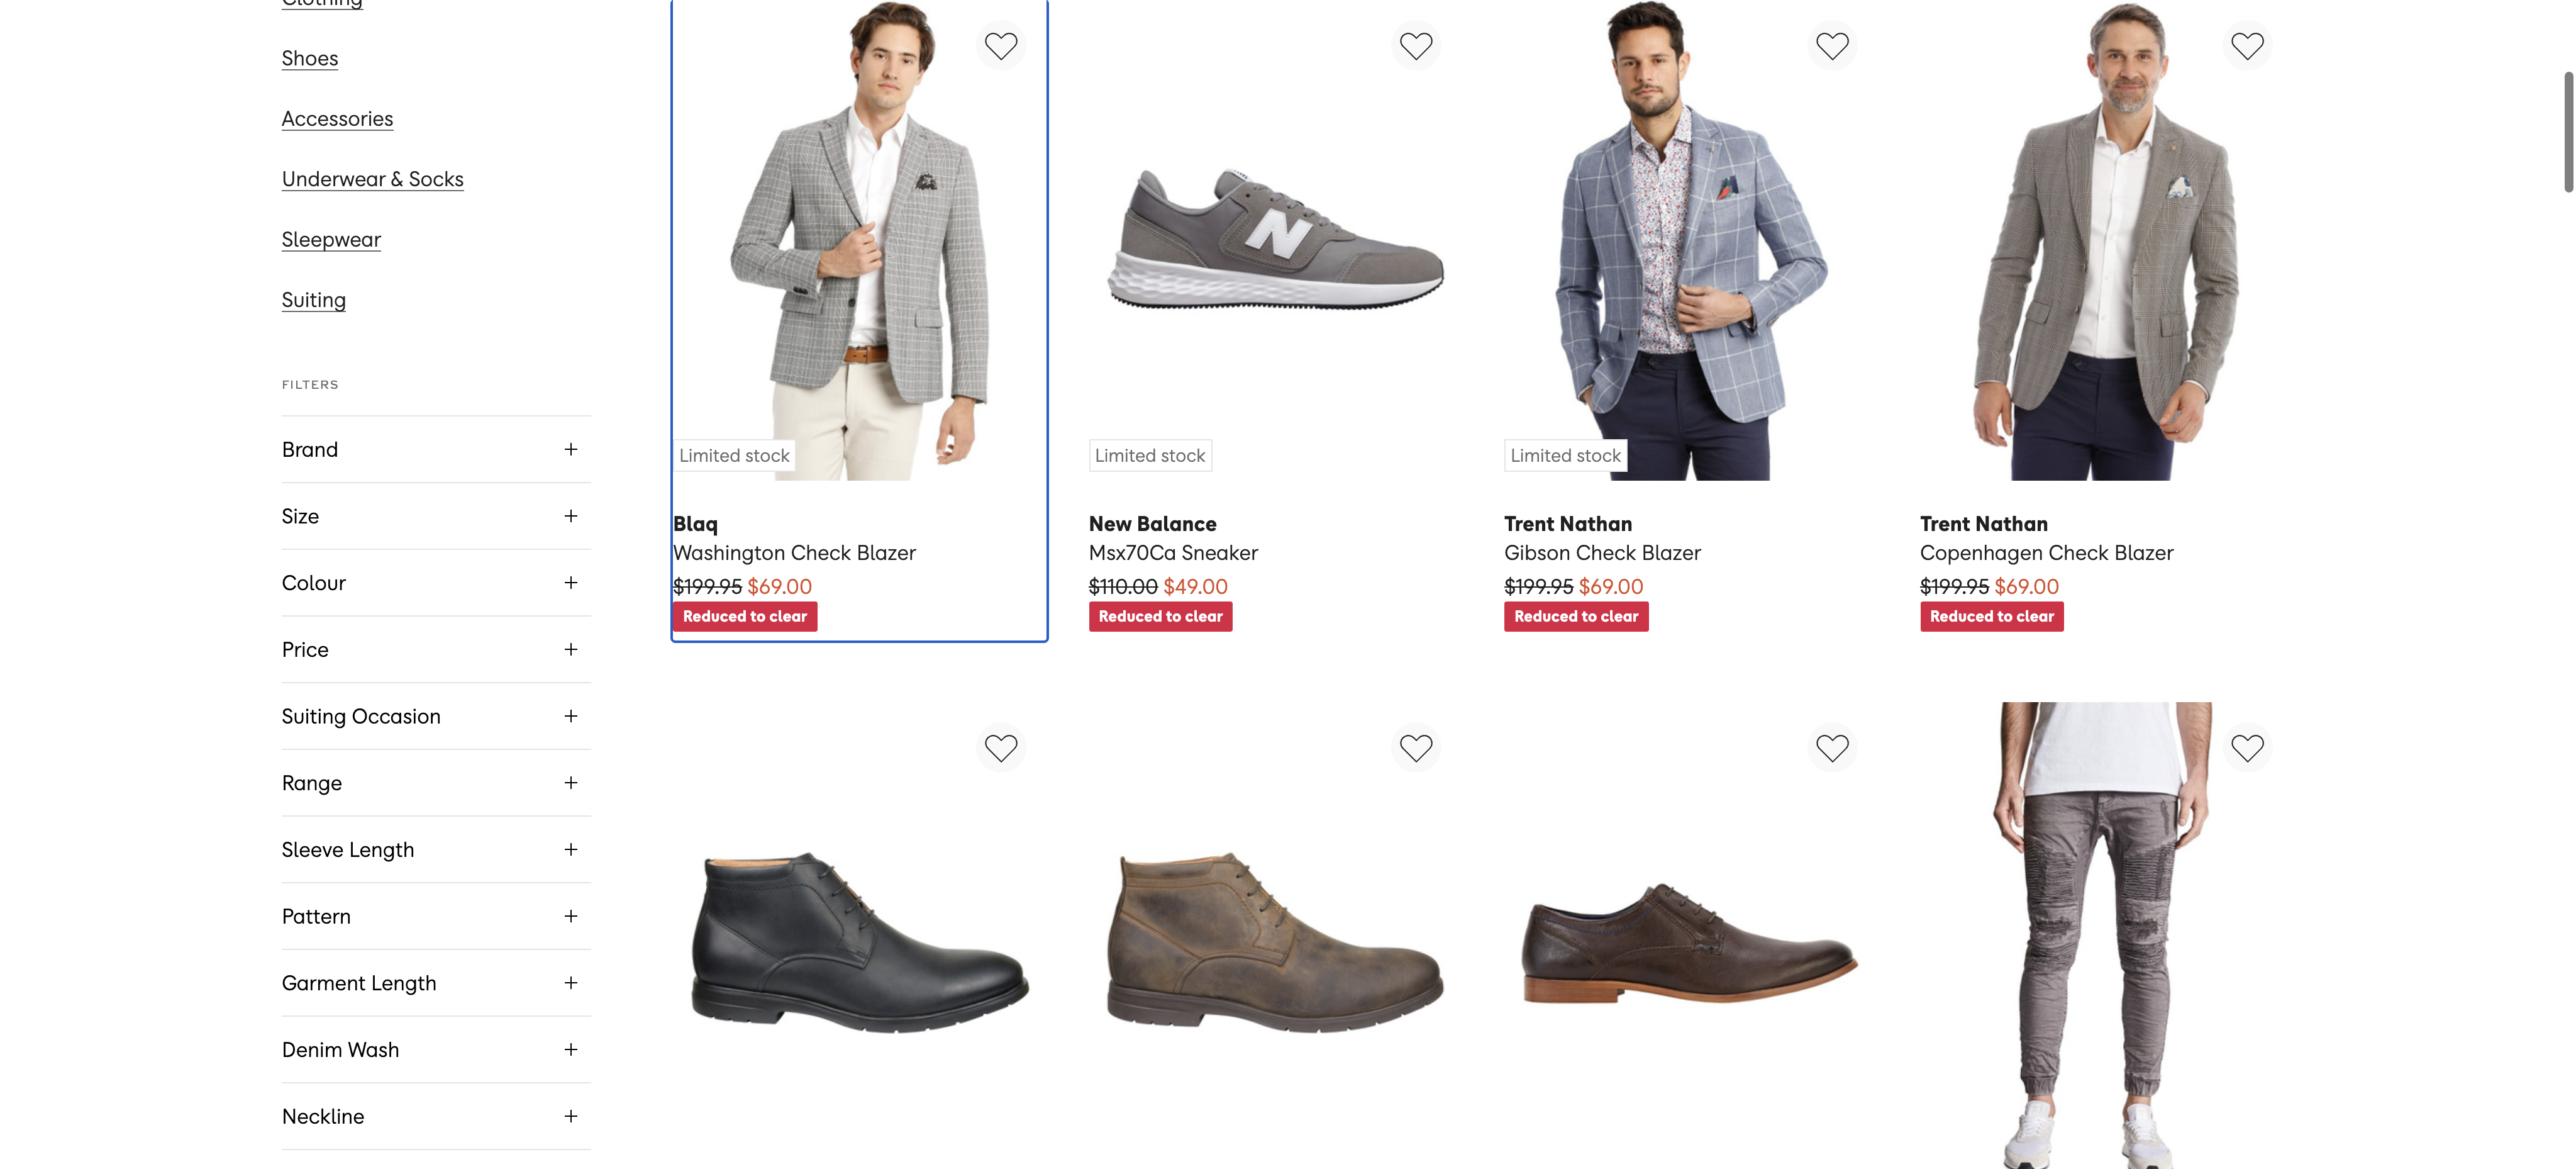 Clothing
Shoes
Accessories
Underwear & Socks
Sleepwear
Suiting
FILTERS
Brand +
Size +
Colour +
Price +
Suiting Occasion +
Range +
Sleeve Length +
Pattern +
Garment Length +
Denim Wash +
Neckline +
Limited stock
Blaq
Washington Check Blazer
$199.95 $69.00
Reduced to clear
N
Limited stock
New Balance
Msx70Ca Sneaker
$110.00 $49.00
Reduced to clear
Limited stock
Trent Nathan
Gibson Check Blazer
$199.95 $69.00
Reduced to clear
Trent Nathan
Copenhagen Check Blazer
$199.95 $69.00
Reduced to clear